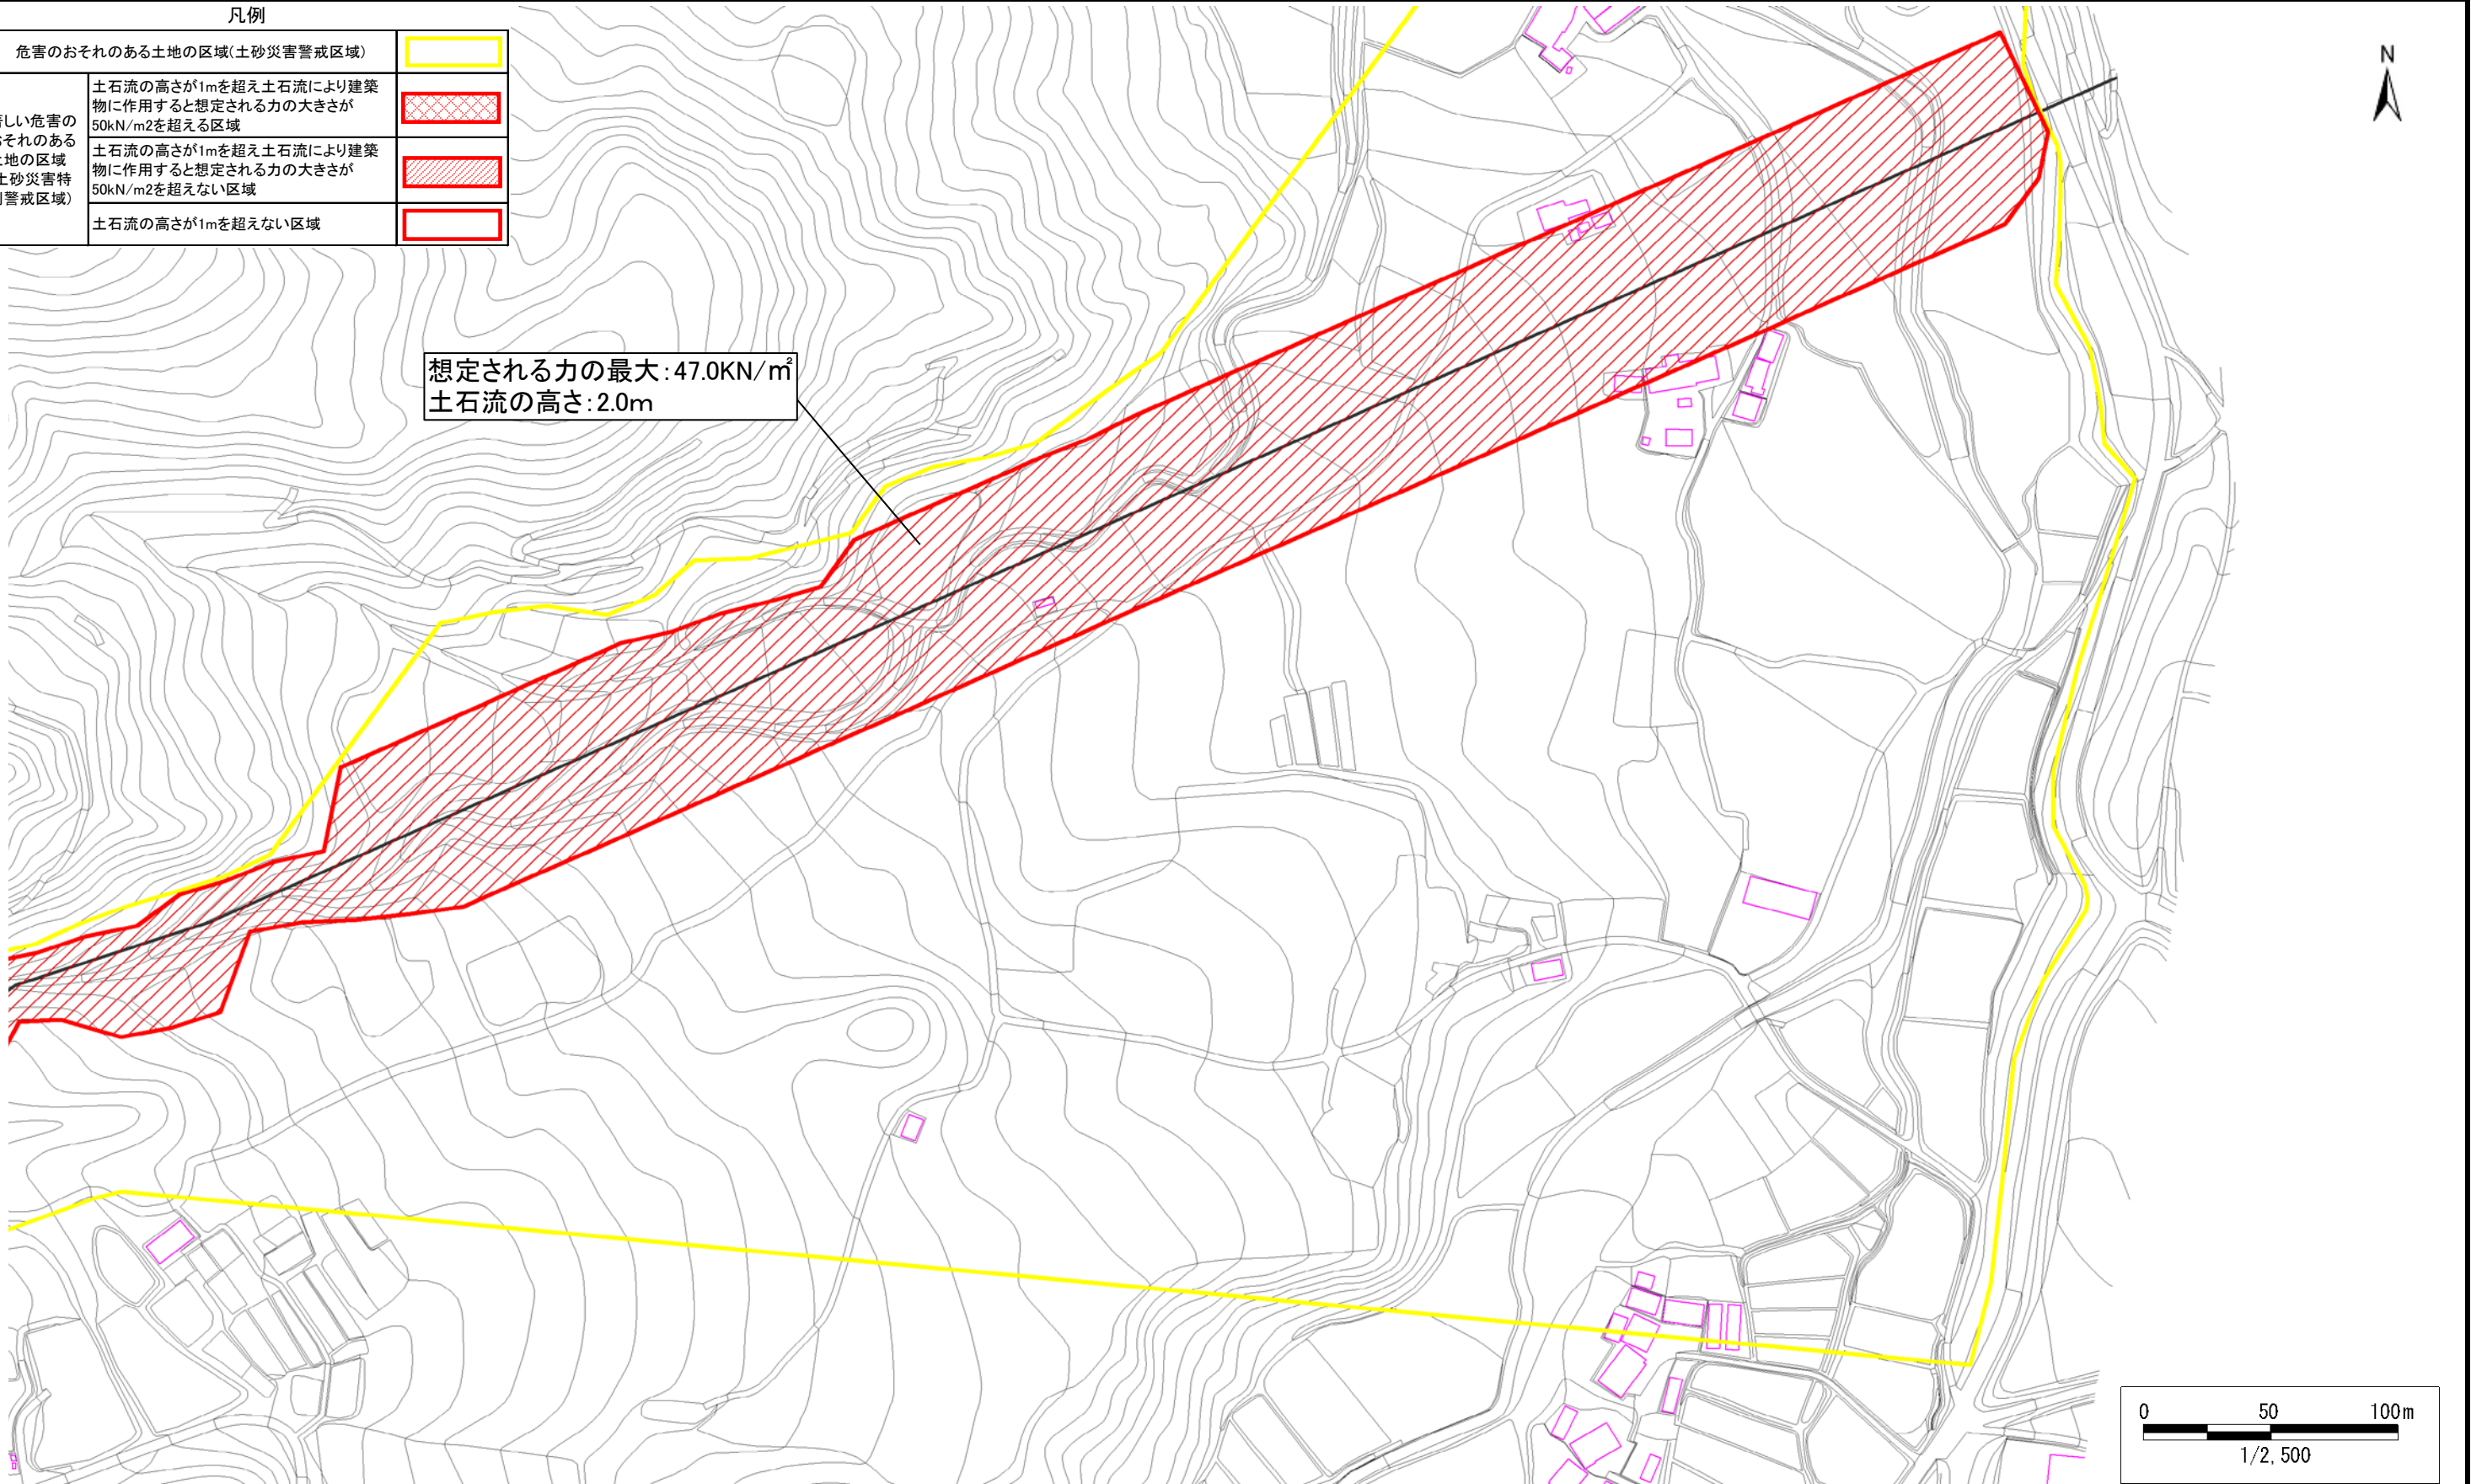 凡例
危害のおそれのある土地の区域(土砂災害警戒区域)
しい危害の
おそれのある
土地の区域
土砂災害特
別警戒区域)
土石流の高さが1mを超え土石流により建築
物に作用すると想定される力の大きさが
50kN/m2を超える区域
土石流の高さが1mを超え土石流により建築
物に作用すると想定される力の大きさが
50kN/m2を超えない区域
土石流の高さが1mを超えない区域
N
想定される力の最大:47.0KN/㎡
土石流の高さ:2.0m
0 50 100m
1/2,500